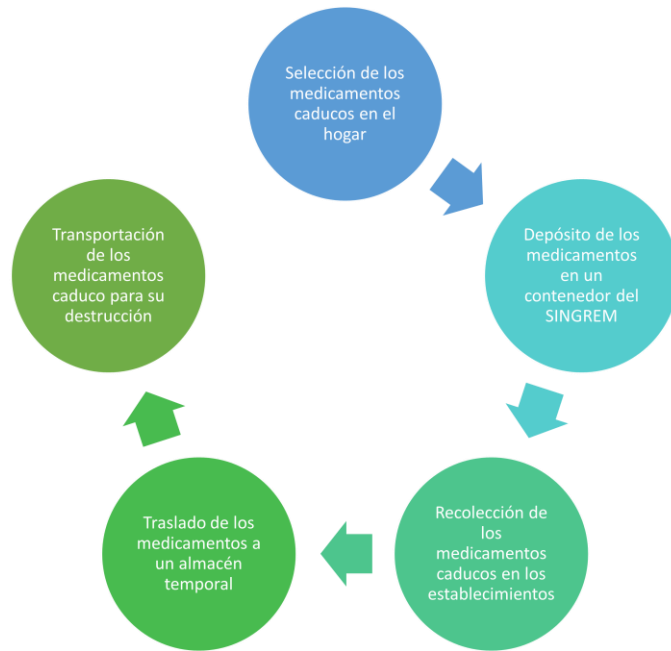 Selección de los
medicamentos
caducos en el
hogar
Depósito de los
medicamentos
en un
contenedor del
SINGREM
Recolección de
los
medicamentos
caducos en los
establecimientos
Traslado de los
medicamentos a
un almacén
temporal
Transportación
de los
medicamentos
caduco para su
destrucción